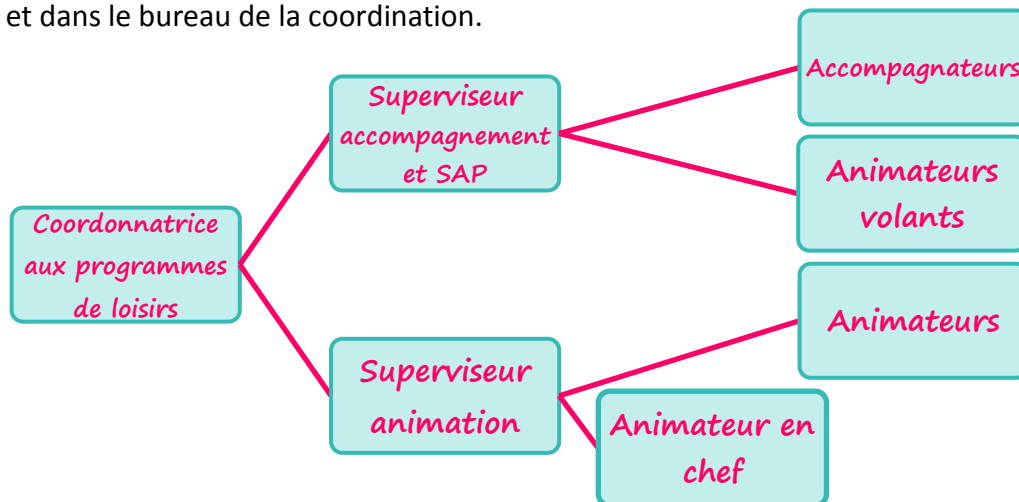 et dans le bureau de la coordination.
Coordonnatrice
aux programmes
de loisirs
Superviseur
accompagnement
et SAP
Accompagnateurs
Animateurs
volants
Superviseur
animation
Animateurs
Animateur en
chef